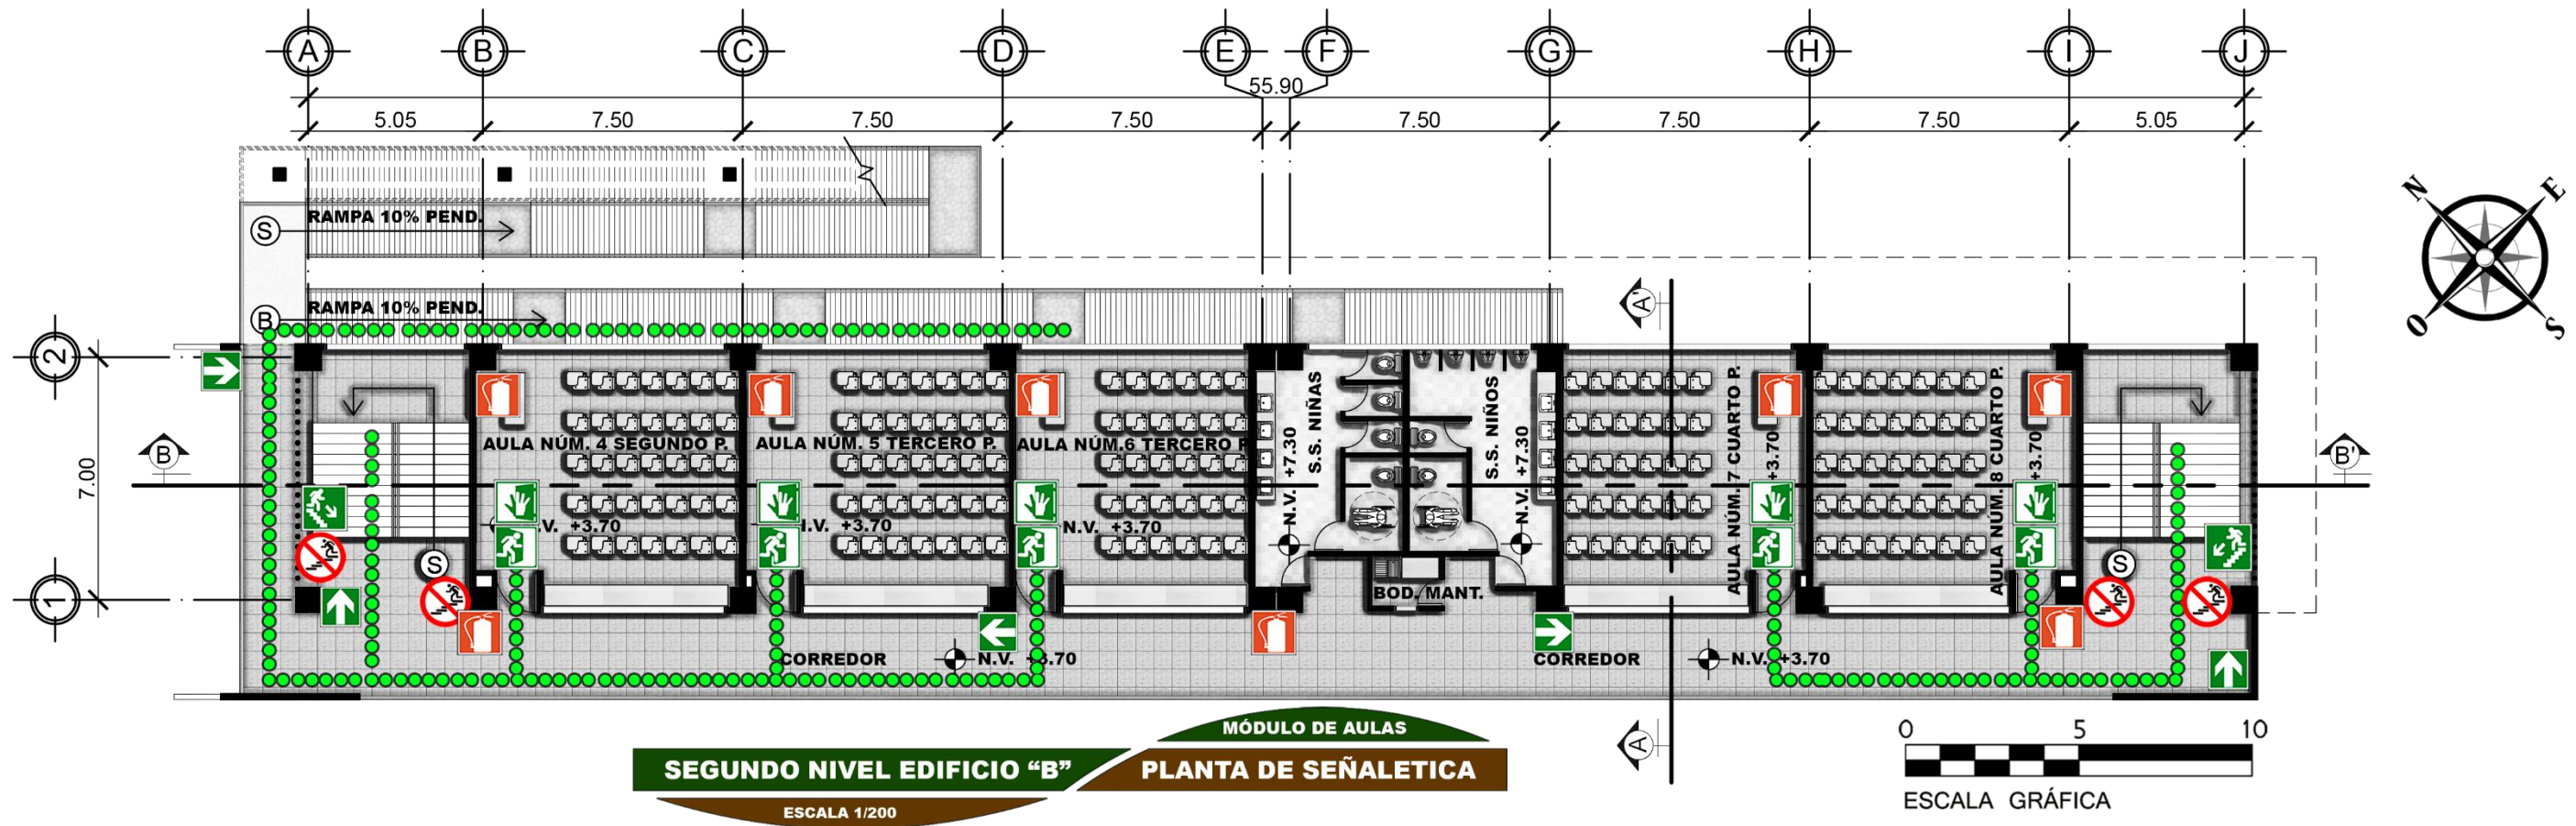 A B C D E F G H I J
55.90
5.05 7.50 7.50 7.50 7.50 7.50 7.50 5.05
N E
O S
RAMPA 10% PEND.
S
RAMPA 10% PEND.
B
A'
2
7.00
1
B
B'
S.S. NIÑAS
N.V. +7.30
S.S. NIÑOS
N.V. +7.30
AULA NÚM. 4 SEGUNDO P.
AULA NÚM. 5 TERCERO P.
AULA NÚM.6 TERCERO P
AULA NÚM. 7 CUARTO P.
+3.70
AULA NÚM. 8 CUARTO P.
+3.70
V. +3.70
.V. +3.70
N.V. +3.70
S
S
BOD. MANT.
CORREDOR
N.V. +3.70
CORREDOR
N.V. +3.70
A
MÓDULO DE AULAS
SEGUNDO NIVEL EDIFICIO “B”
PLANTA DE SEÑALETICA
ESCALA 1/200
0 5 10
ESCALA GRÁFICA